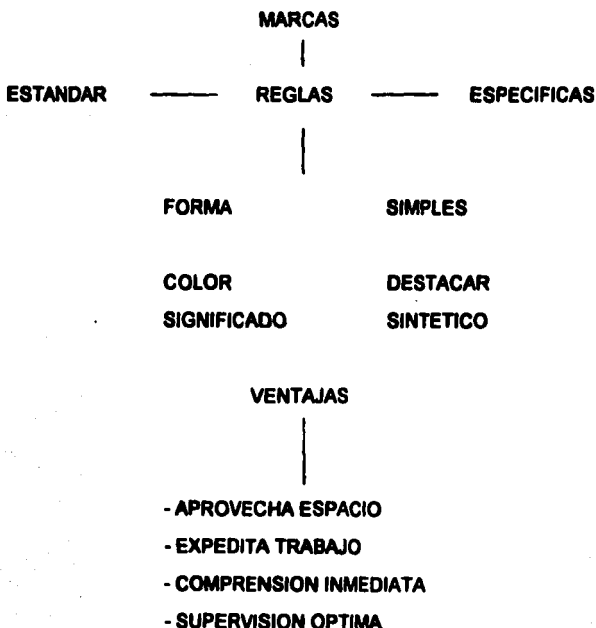 MARCAS
ESTANDAR REGLAS ESPECIFICAS
FORMA SIMPLES
COLOR DESTACAR
SIGNIFICADO SINTETICO
VENTAJAS
- APROVECHA ESPACIO
- EXPEDITA TRABAJO
- COMPRENSION INMEDIATA
- SUPERVISION OPTIMA